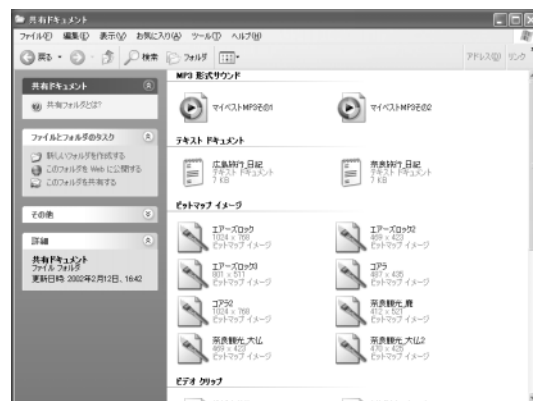 共有ドキュメント
ファイル(F) 編集(E) 表示(V) お気に入り(A) ツール(T) ヘルプ(H)
戻る 検索 フォルダ アドレス(D) リンク
共有ドキュメント
共有フォルダとは?
ファイルとフォルダのタスク
新しいフォルダを作成する
このフォルダを Web に公開する
このフォルダを共有する
その他
詳細
共有ドキュメント
ファイル フォルダ
更新日時: 2002年2月12日、16:42
MP3 形式サウンド
マイベストMP3その1 マイベストMP3その2
テキスト ドキュメント
広島旅行_日記 奈良旅行_日記
テキスト ドキュメント テキスト ドキュメント
7 KB 7 KB
ビットマップ イメージ
エアーズロック エアーズロック2
1024 x 768 469 x 423
ビットマップ イメージ ビットマップ イメージ
エアーズロック3 コアラ
801 x 511 487 x 435
ビットマップ イメージ ビットマップ イメージ
コアラ2 奈良観光_鹿
1024 x 768 412 x 521
ビットマップ イメージ ビットマップ イメージ
奈良観光_大仏 奈良観光_大仏2
469 x 423 470 x 425
ビットマップ イメージ ビットマップ イメージ
ビデオ クリップ